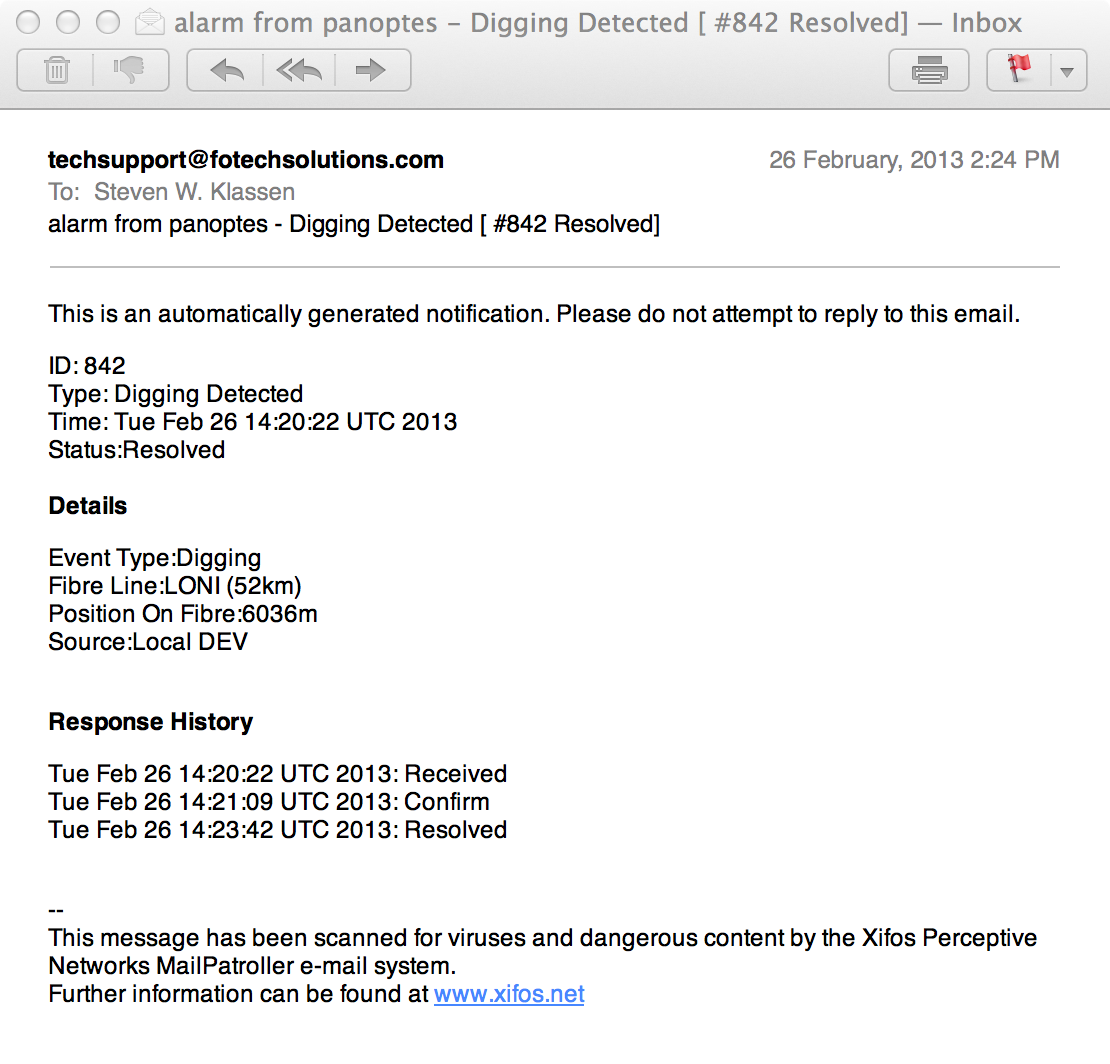 alarm from panoptes – Digging Detected [ #842 Resolved] — Inbox
techsupport@fotechsolutions.com
26 February, 2013 2:24 PM
To: Steven W. Klassen
alarm from panoptes - Digging Detected [ #842 Resolved]
This is an automatically generated notification. Please do not attempt to reply to this email.
ID: 842
Type: Digging Detected
Time: Tue Feb 26 14:20:22 UTC 2013
Status:Resolved
Details
Event Type:Digging
Fibre Line:LONI (52km)
Position On Fibre:6036m
Source:Local DEV
Response History
Tue Feb 26 14:20:22 UTC 2013: Received
Tue Feb 26 14:21:09 UTC 2013: Confirm
Tue Feb 26 14:23:42 UTC 2013: Resolved
--
This message has been scanned for viruses and dangerous content by the Xifos Perceptive
Networks MailPatroller e-mail system.
Further information can be found at www.xifos.net